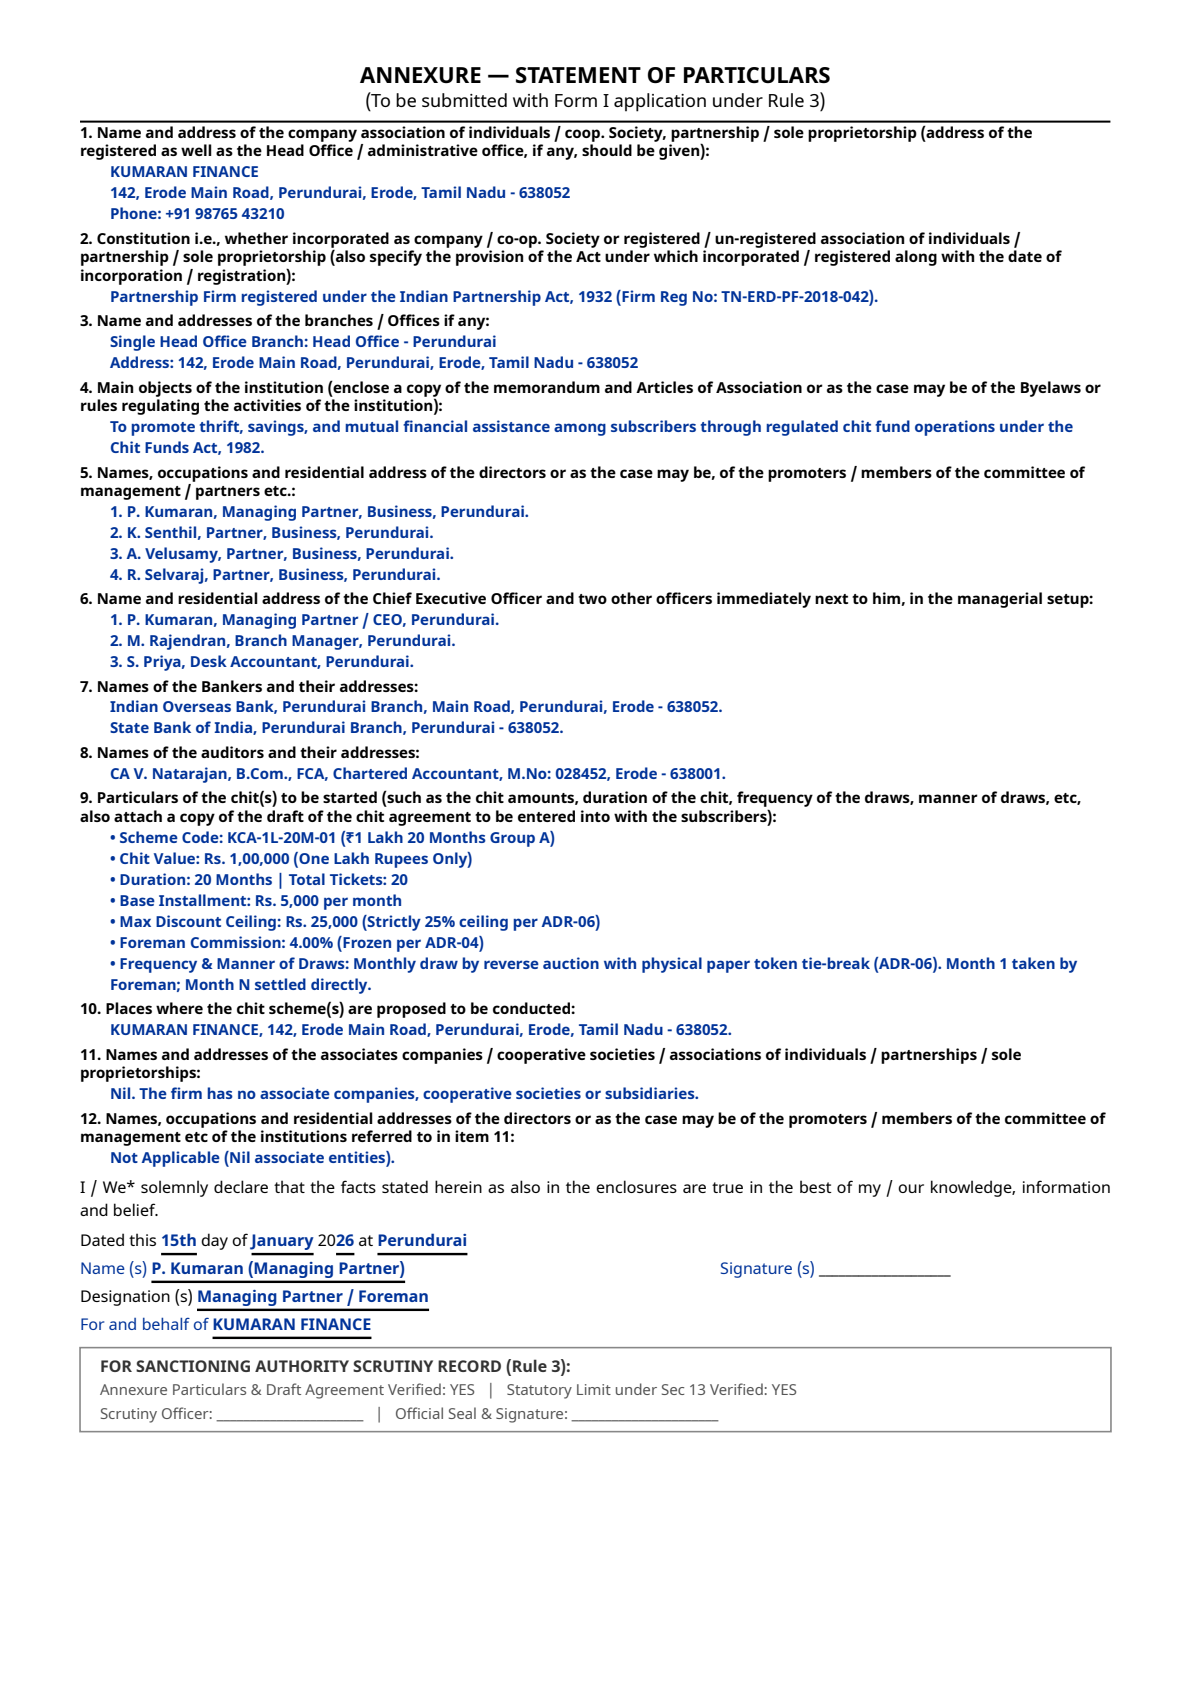 ANNEXURE — STATEMENT OF PARTICULARS
(To be submitted with Form I application under Rule 3)
1. Name and address of the company association of individuals / coop. Society, partnership / sole proprietorship (address of the
registered as well as the Head Office / administrative office, if any, should be given):
KUMARAN FINANCE
142, Erode Main Road, Perundurai, Erode, Tamil Nadu - 638052
Phone: +91 98765 43210
2. Constitution i.e., whether incorporated as company / co-op. Society or registered / un-registered association of individuals /
partnership / sole proprietorship (also specify the provision of the Act under which incorporated / registered along with the date of
incorporation / registration):
Partnership Firm registered under the Indian Partnership Act, 1932 (Firm Reg No: TN-ERD-PF-2018-042).
3. Name and addresses of the branches / Offices if any:
Single Head Office Branch: Head Office - Perundurai
Address: 142, Erode Main Road, Perundurai, Erode, Tamil Nadu - 638052
4. Main objects of the institution (enclose a copy of the memorandum and Articles of Association or as the case may be of the Byelaws or
rules regulating the activities of the institution):
To promote thrift, savings, and mutual financial assistance among subscribers through regulated chit fund operations under the
Chit Funds Act, 1982.
5. Names, occupations and residential address of the directors or as the case may be, of the promoters / members of the committee of
management / partners etc.:
1. P. Kumaran, Managing Partner, Business, Perundurai.
2. K. Senthil, Partner, Business, Perundurai.
3. A. Velusamy, Partner, Business, Perundurai.
4. R. Selvaraj, Partner, Business, Perundurai.
6. Name and residential address of the Chief Executive Officer and two other officers immediately next to him, in the managerial setup:
1. P. Kumaran, Managing Partner / CEO, Perundurai.
2. M. Rajendran, Branch Manager, Perundurai.
3. S. Priya, Desk Accountant, Perundurai.
7. Names of the Bankers and their addresses:
Indian Overseas Bank, Perundurai Branch, Main Road, Perundurai, Erode - 638052.
State Bank of India, Perundurai Branch, Perundurai - 638052.
8. Names of the auditors and their addresses:
CA V. Natarajan, B.Com., FCA, Chartered Accountant, M.No: 028452, Erode - 638001.
9. Particulars of the chit(s) to be started (such as the chit amounts, duration of the chit, frequency of the draws, manner of draws, etc,
also attach a copy of the draft of the chit agreement to be entered into with the subscribers):
• Scheme Code: KCA-1L-20M-01 (₹1 Lakh 20 Months Group A)
• Chit Value: Rs. 1,00,000 (One Lakh Rupees Only)
• Duration: 20 Months | Total Tickets: 20
• Base Installment: Rs. 5,000 per month
• Max Discount Ceiling: Rs. 25,000 (Strictly 25% ceiling per ADR-06)
• Foreman Commission: 4.00% (Frozen per ADR-04)
• Frequency & Manner of Draws: Monthly draw by reverse auction with physical paper token tie-break (ADR-06). Month 1 taken by
Foreman; Month N settled directly.
10. Places where the chit scheme(s) are proposed to be conducted:
KUMARAN FINANCE, 142, Erode Main Road, Perundurai, Erode, Tamil Nadu - 638052.
11. Names and addresses of the associates companies / cooperative societies / associations of individuals / partnerships / sole
proprietorships:
Nil. The firm has no associate companies, cooperative societies or subsidiaries.
12. Names, occupations and residential addresses of the directors or as the case may be of the promoters / members of the committee of
management etc of the institutions referred to in item 11:
Not Applicable (Nil associate entities).
I / We* solemnly declare that the facts stated herein as also in the enclosures are true in the best of my / our knowledge, information
and belief.
Dated this 15th day of January 2026 at Perundurai
Name (s) P. Kumaran (Managing Partner) Signature (s) ____________________
Designation (s) Managing Partner / Foreman
For and behalf of KUMARAN FINANCE
FOR SANCTIONING AUTHORITY SCRUTINY RECORD (Rule 3):
Annexure Particulars & Draft Agreement Verified: YES | Statutory Limit under Sec 13 Verified: YES
Scrutiny Officer: ____________________ | Official Seal & Signature: ____________________